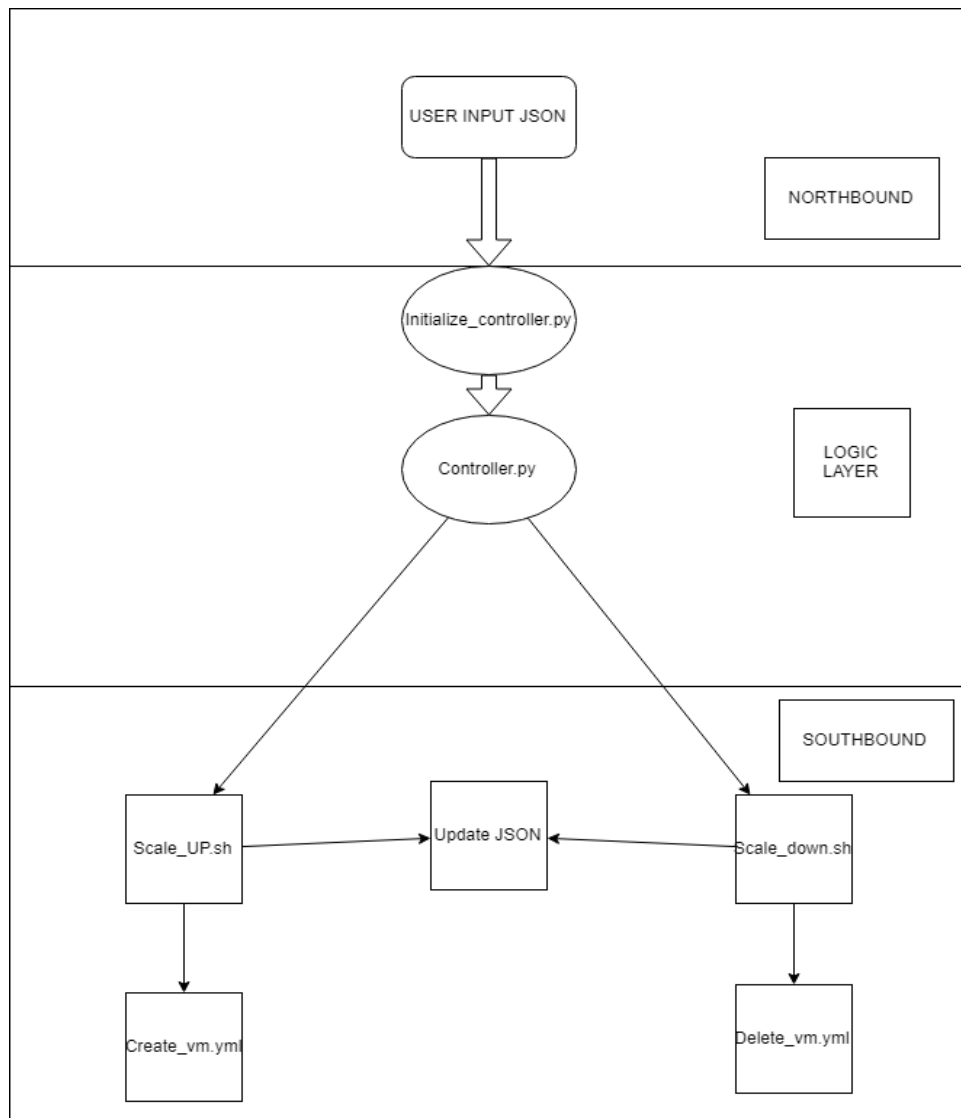 USER INPUT JSON
NORTHBOUND
Initialize_controller.py
Controller.py
LOGIC
LAYER
SOUTHBOUND
Scale_UP.sh
Update JSON
Scale_down.sh
Create_vm.yml
Delete_vm.yml